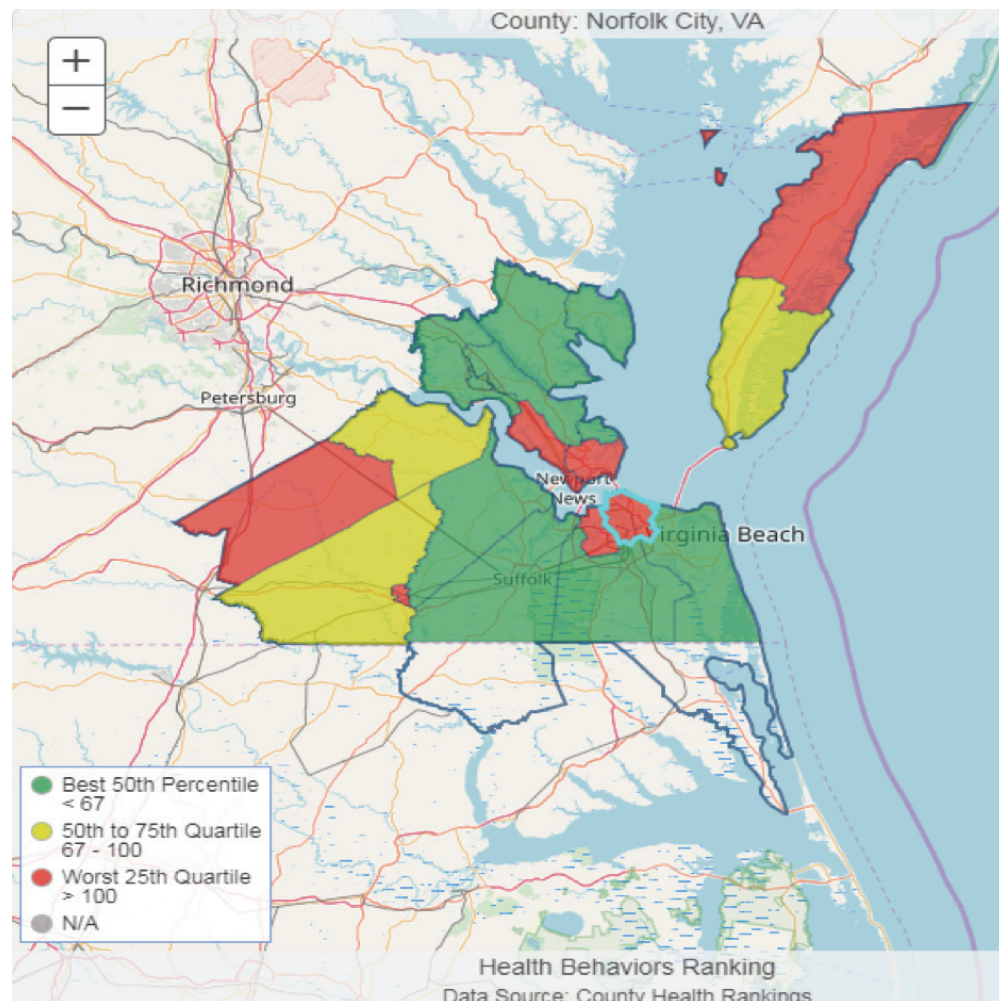 County: Norfolk City, VA
+
−
Richmond
Petersburg
Newport
News
irginia Beach
Suffolk
Best 50th Percentile
< 67
50th to 75th Quartile
67 - 100
Worst 25th Quartile
> 100
N/A
Health Behaviors Ranking
Data Source: County Health Rankings